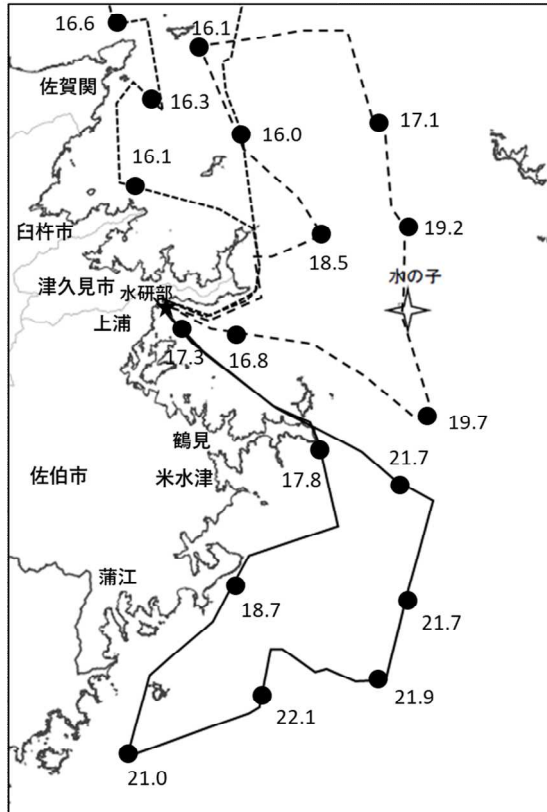 16.6
16.1
佐賀関
16.3
17.1
16.0
16.1
臼杵市
19.2
18.5
水の子
津久見市
水研部
上浦
17.3
16.8
19.7
鶴見
21.7
佐伯市
米水津
17.8
蒲江
18.7
21.7
21.9
22.1
21.0